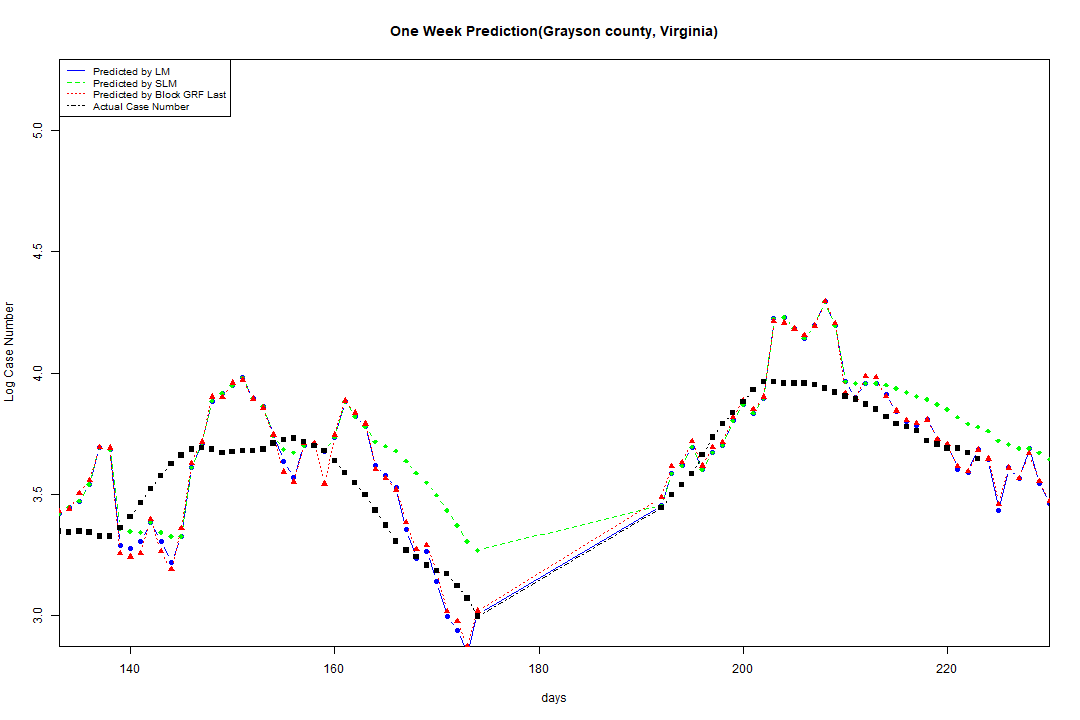 One Week Prediction(Grayson county, Virginia)
Predicted by LM
Predicted by SLM
Predicted by Block GRF Last
Actual Case Number
5.0
4.5
4.0
3.5
3.0
Log Case Number
140 160 180 200 220
days